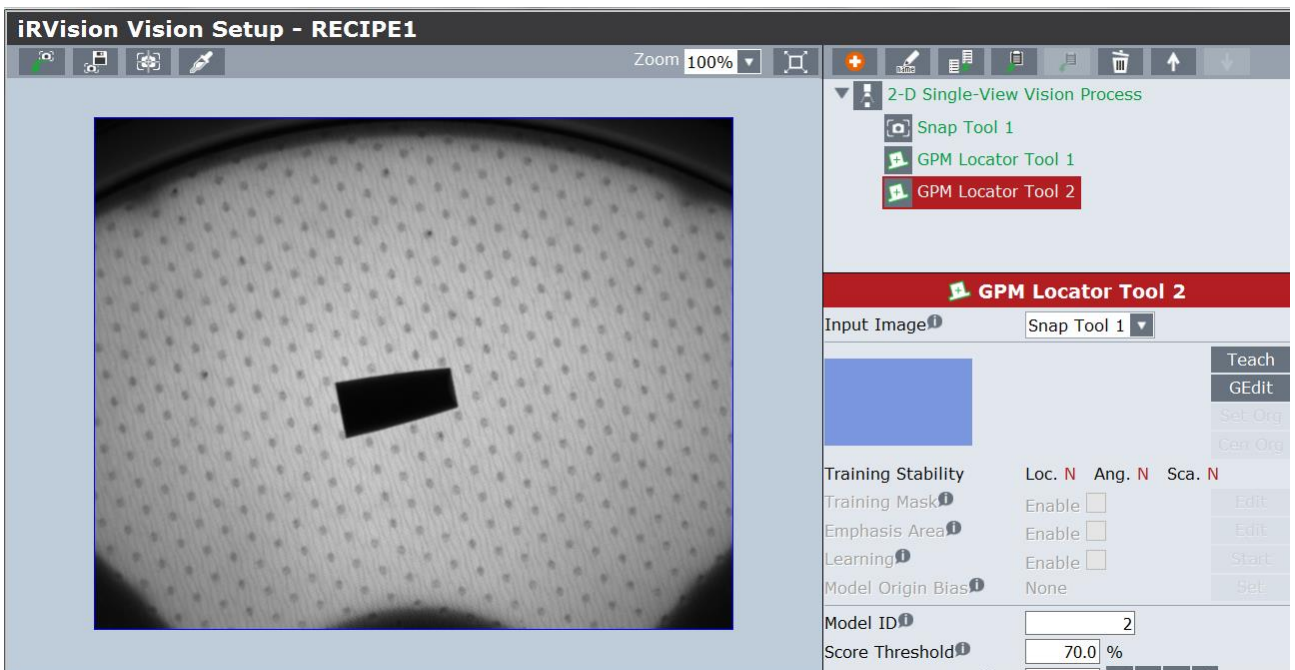 iRVision Vision Setup - RECIPE1
Zoom 100%
2-D Single-View Vision Process
Snap Tool 1
GPM Locator Tool 1
GPM Locator Tool 2
GPM Locator Tool 2
Input Image Snap Tool 1
Teach
GEdit
Set Org
Cen Org
Training Stability Loc. N Ang. N Sca. N
Training Mask Enable Edit
Emphasis Area Enable Edit
Learning Enable Start
Model Origin Bias None Set
Model ID 2
Score Threshold 70.0 %